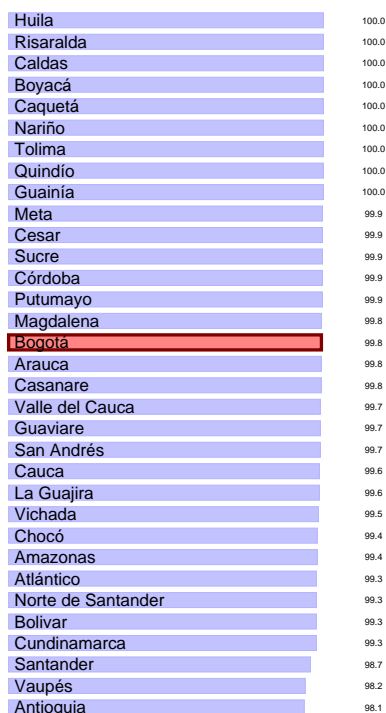 Huila 100.0
Risaralda 100.0
Caldas 100.0
Boyacá 100.0
Caquetá 100.0
Nariño 100.0
Tolima 100.0
Quindío 100.0
Guainía 100.0
Meta 99.9
Cesar 99.9
Sucre 99.9
Córdoba 99.9
Putumayo 99.9
Magdalena 99.8
Bogotá 99.8
Arauca 99.8
Casanare 99.8
Valle del Cauca 99.7
Guaviare 99.7
San Andrés 99.7
Cauca 99.6
La Guajira 99.6
Vichada 99.5
Chocó 99.4
Amazonas 99.4
Atlántico 99.3
Norte de Santander 99.3
Bolivar 99.3
Cundinamarca 99.3
Santander 98.7
Vaupés 98.2
Antioquia 98.1